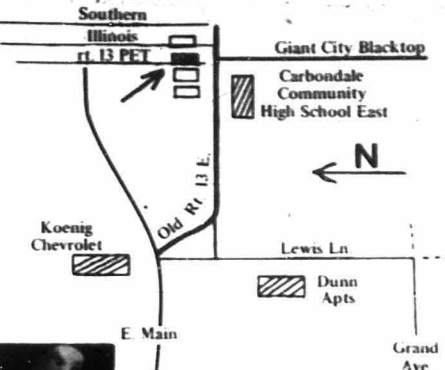 Southern
Illinois
rt. 13 PET
Giant City Blacktop
Carbondale
Community
High School East
N
Old Rt. 13 E.
Koenig
Chevrolet
Lewis Ln.
Dunn
Apts
E. Main
Grand
Ave